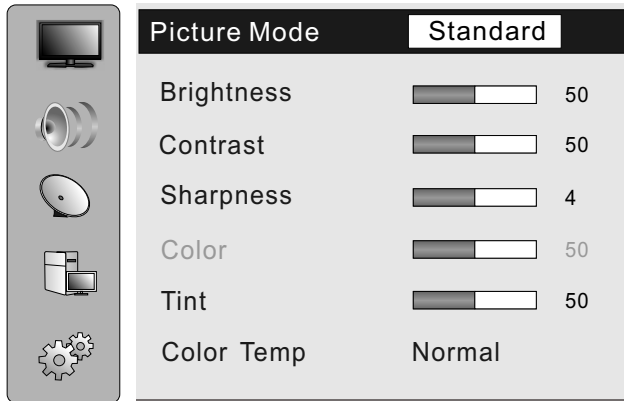 Picture Mode Standard
Brightness 50
Contrast 50
Sharpness 4
Color 50
Tint 50
Color Temp Normal